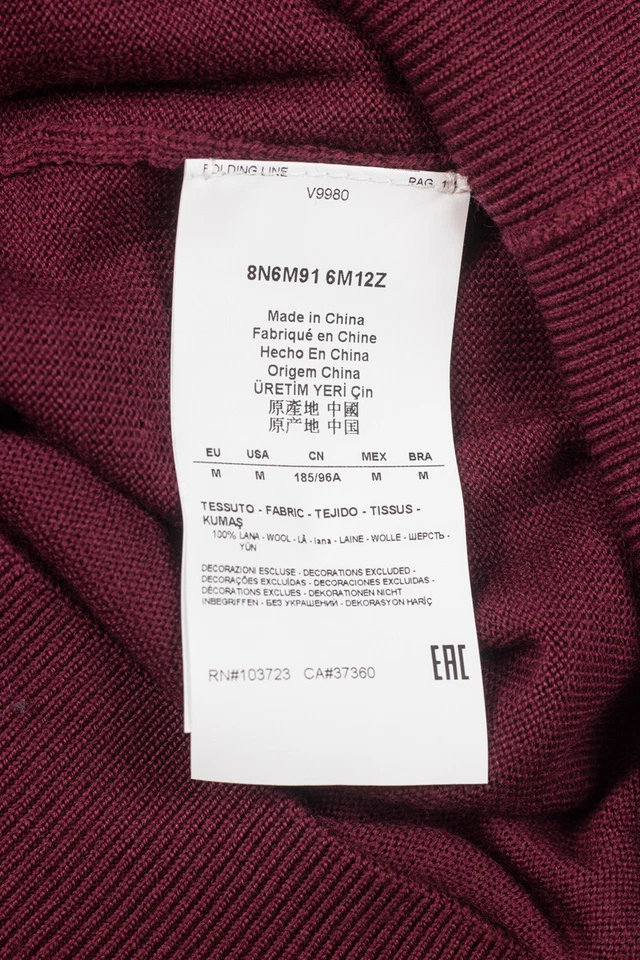 FOLDING LINE PAG. 1/
V9980
8N6M91 6M12Z
Made in China
Fabriqué en Chine
Hecho En China
Origem China
ÜRETİM YERİ Çin
原產地 中國
原产地 中国
EU USA CN MEX BRA
M M 185/96A M M
TESSUTO - FABRIC - TEJIDO - TISSUS -
KUMAŞ
100% LANA - WOOL - LÃ - lana - LAINE - WOLLE - ШЕРСТЬ -
YÜN
DECORAZIONI ESCLUSE - DECORATIONS EXCLUDED -
DECORAÇÕES EXCLUÍDAS - DECORACIONES EXCLUIDAS -
DÉCORATIONS EXCLUES - DEKORATIONEN NICHT
INBEGRIFFEN - БЕЗ УКРАШЕНИЙ - DEKORASYON HARİÇ
RN#103723 CA#37360
EAC